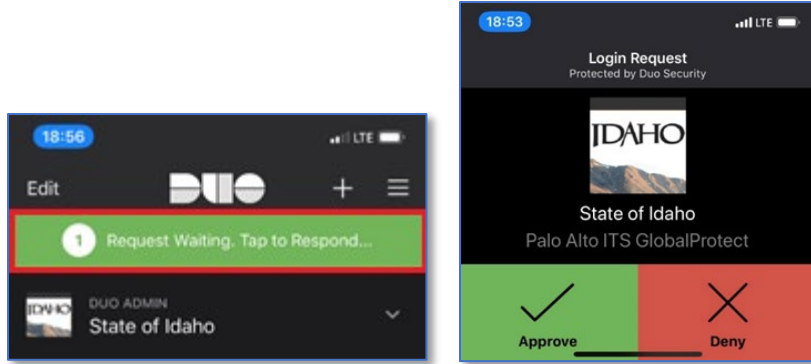 18:56
LTE
Edit
DUO
1 Request Waiting. Tap to Respond...
IDAHO
DUO ADMIN
State of Idaho
18:53
LTE
Login Request
Protected by Duo Security
IDAHO
State of Idaho
Palo Alto ITS GlobalProtect
Approve
Deny